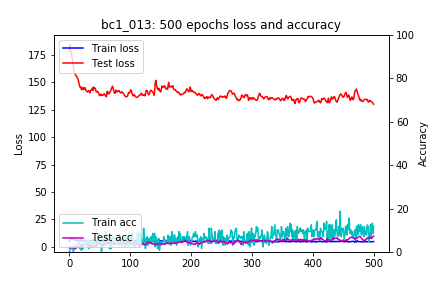 bc1_013: 500 epochs loss and accuracy
Train loss
Test loss
Train acc
Test acc
Loss
Accuracy
175
150
125
100
75
50
25
0
100
80
60
40
20
0
0
100
200
300
400
500